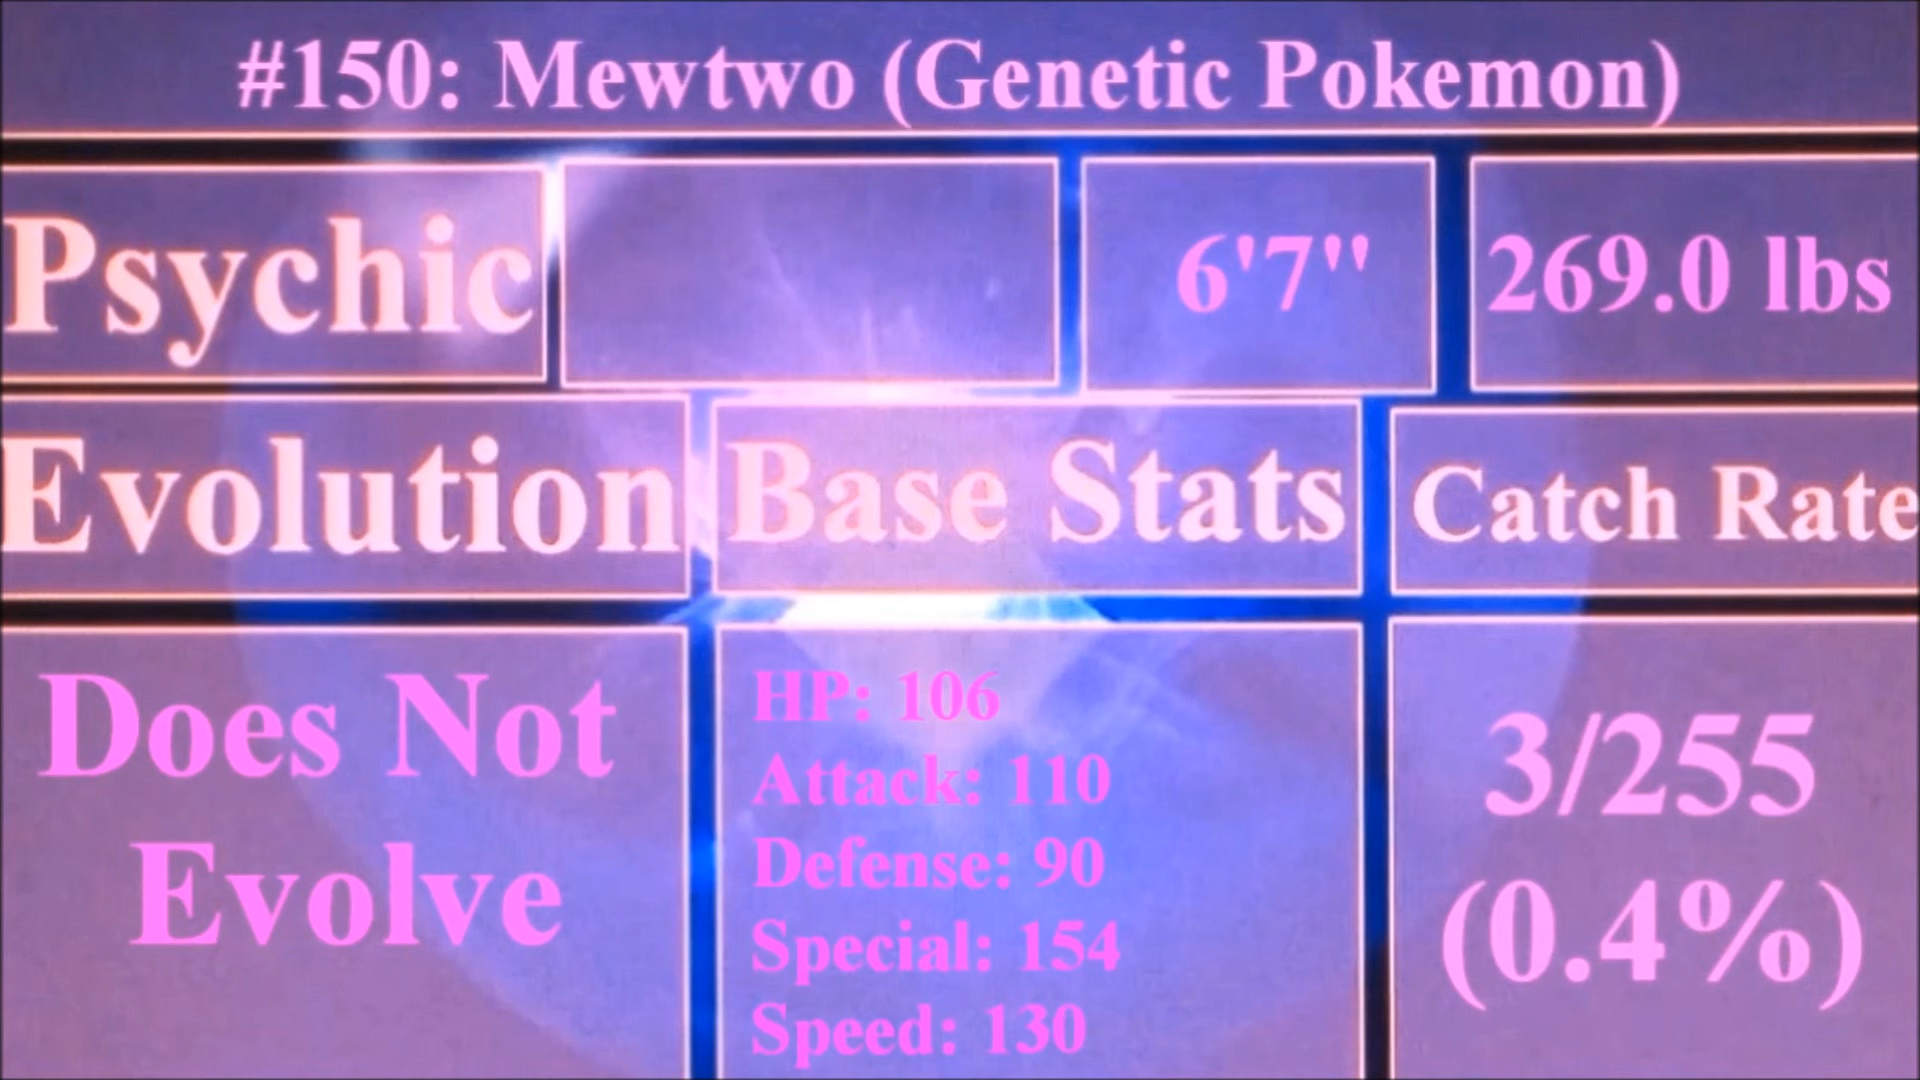 #150: Mewtwo (Genetic Pokemon)
Psychic
6'7"
269.0 lbs
Evolution
Base Stats
Catch Rate
Does Not
Evolve
HP: 106
Attack: 110
Defense: 90
Special: 154
Speed: 130
3/255
(0.4%)